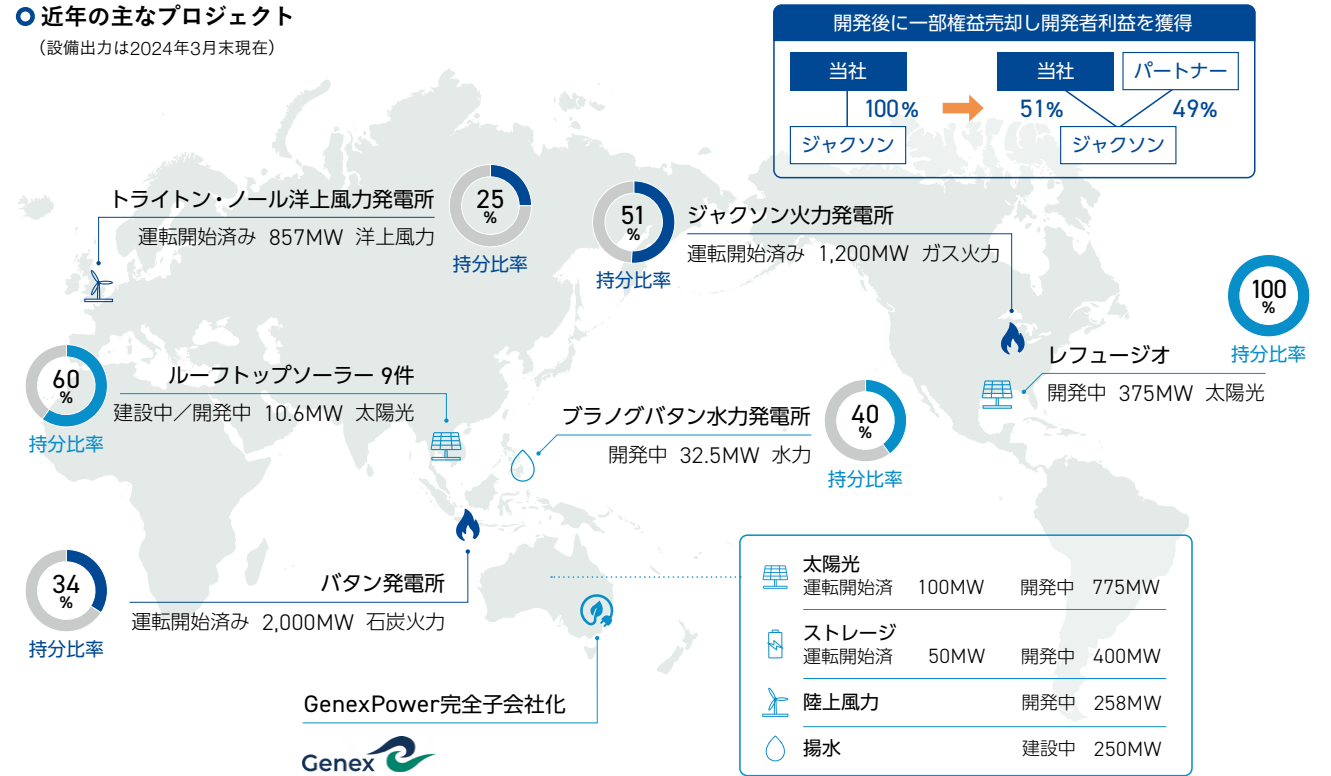 近年の主なプロジェクト
（設備出力は2024年3月末現在）
開発後に一部権益売却し開発者利益を獲得
当社
100%
ジャクソン
当社
パートナー
51%
49%
ジャクソン
トライトン・ノール洋上風力発電所
運転開始済み 857MW 洋上風力
25
%
持分比率
51
%
持分比率
ジャクソン火力発電所
運転開始済み 1,200MW ガス火力
100
%
持分比率
レフュージオ
開発中 375MW 太陽光
60
%
持分比率
ルーフトップソーラー 9件
建設中／開発中 10.6MW 太陽光
ブラノグバタン水力発電所
開発中 32.5MW 水力
40
%
持分比率
34
%
持分比率
バタン発電所
運転開始済み 2,000MW 石炭火力
GenexPower完全子会社化
Genex
太陽光
運転開始済 100MW 開発中 775MW
ストレージ
運転開始済 50MW 開発中 400MW
陸上風力 開発中 258MW
揚水 建設中 250MW